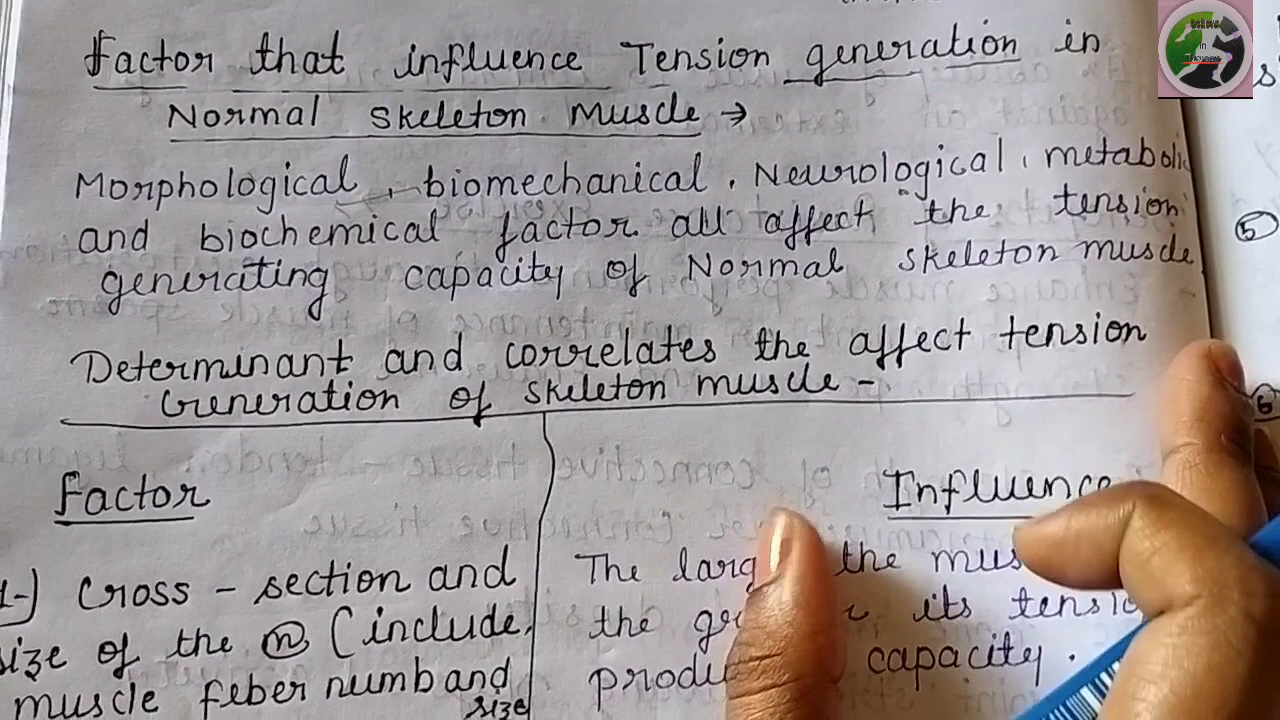 Factor that influence Tension generation in
Normal Skeleton Muscle →
Morphological, biomechanical, Neurological, metabolic
and biochemical factor all affect the tension
generating capacity of Normal skeleton muscle
Determinant and correlates the affect tension
Generation of skeleton muscle -
Factor
1-) Cross - section and
size of the (m) (include
muscle feber numb and
size
Influence
The larg the mus
the its tensio
capacity.
5
6